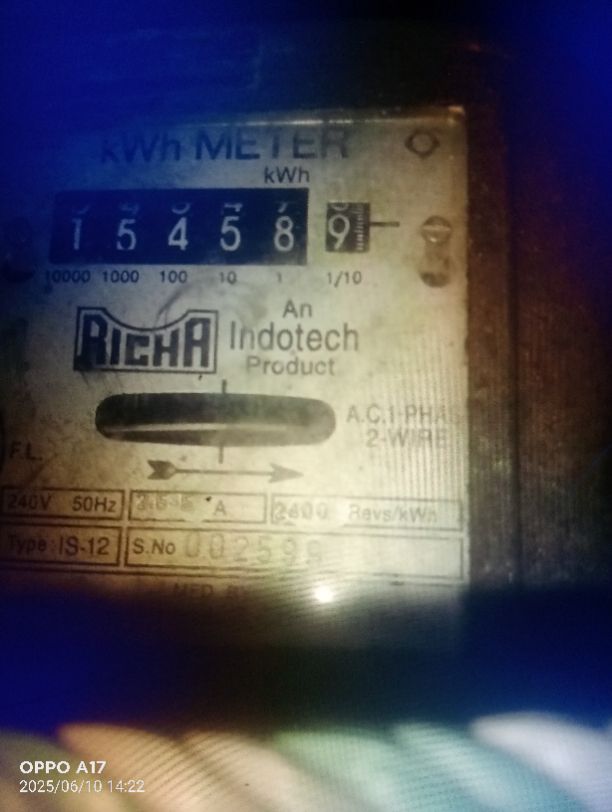 kWh METER
kWh
1 5 4 5 8 9
10000 1000 100 10 1 1/10
RICHA
An
Indotech
Product
A.C.1-PHA
2-WIRE
F.L.
240V 50Hz A Revs/kWh
Type: IS-12 S.No
OPPO A17
2025/06/10 14:22